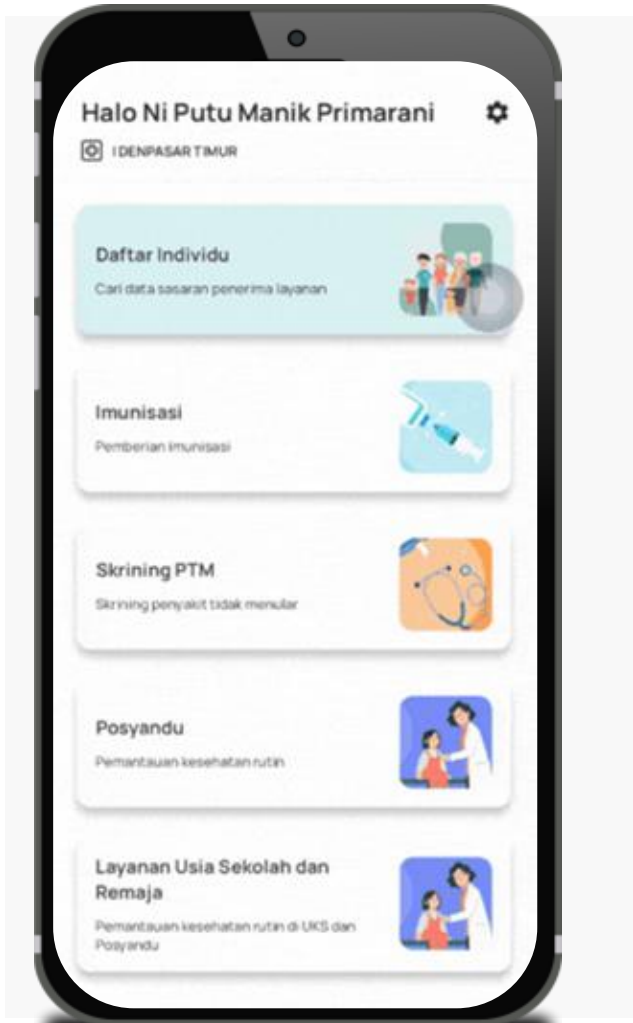 Halo Ni Putu Manik Primarani
I DENPASAR TIMUR
Daftar Individu
Cari data sasaran penerima layanan
Imunisasi
Pemberian Imunisasi
Skrining PTM
Skrining penyakit tidak menular
Posyandu
Pemantauan kesehatan rutin
Layanan Usia Sekolah dan
Remaja
Pemantauan kesehatan rutin di UKS dan
Posyandu